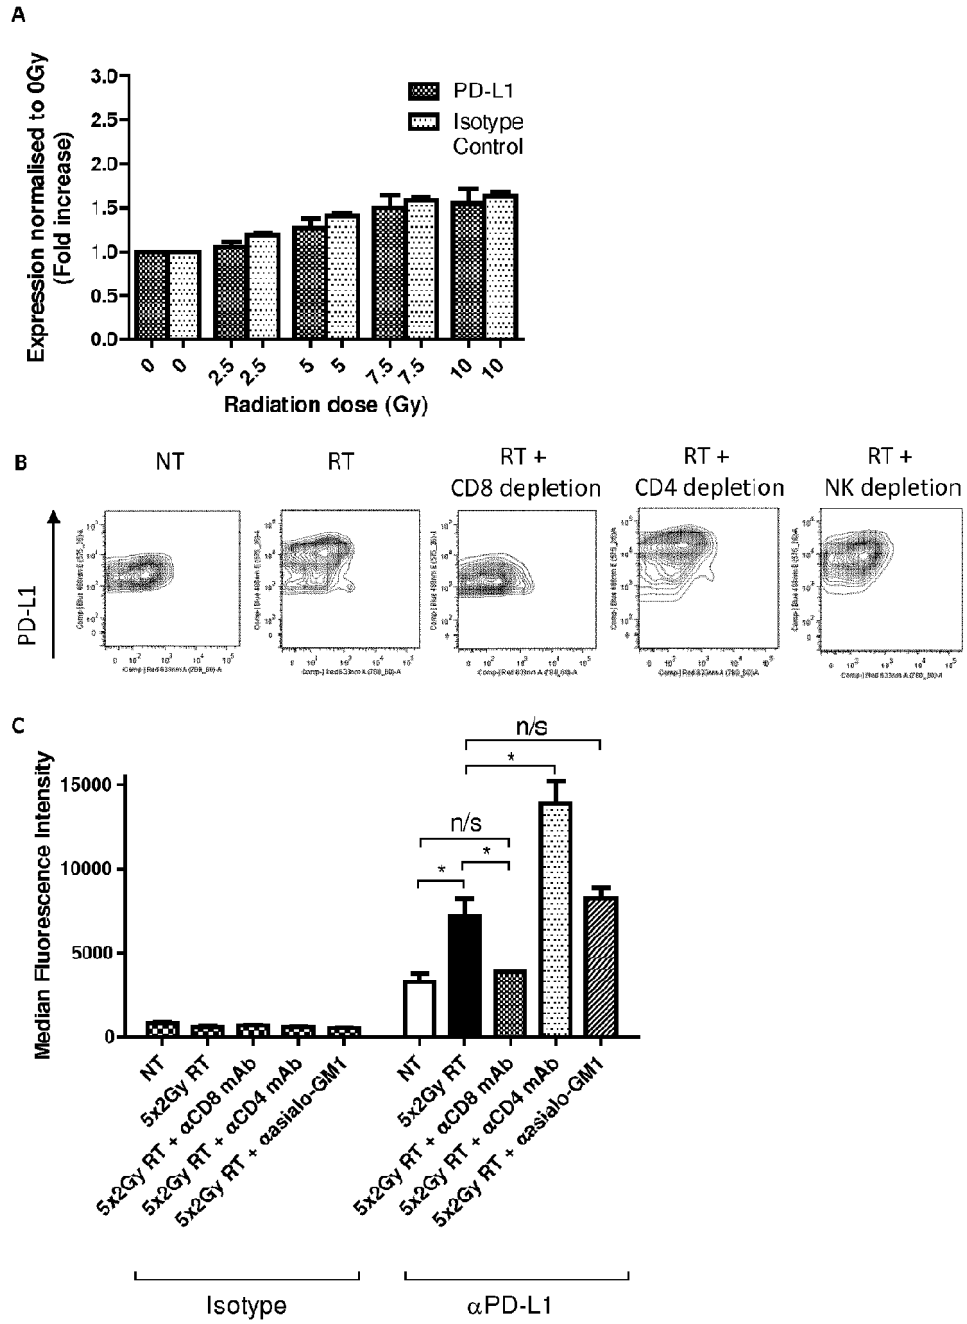 A
Expression normalised to 0Gy
(Fold increase)
3.0
2.5
2.0
1.5
1.0
0.5
0.0
PD-L1
Isotype
Control
0 0 2.5 2.5 5 5 7.5 7.5 10 10
Radiation dose (Gy)
B
NT
RT
RT +
CD8 depletion
RT +
CD4 depletion
RT +
NK depletion
PD-L1
C
Median Fluorescence Intensity
15000
10000
5000
0
n/s
*
n/s
*
*
NT
5x2Gy RT
5x2Gy RT + αCD8 mAb
5x2Gy RT + αCD4 mAb
5x2Gy RT + αasialo-GM1
NT
5x2Gy RT
5x2Gy RT + αCD8 mAb
5x2Gy RT + αCD4 mAb
5x2Gy RT + αasialo-GM1
Isotype
αPD-L1